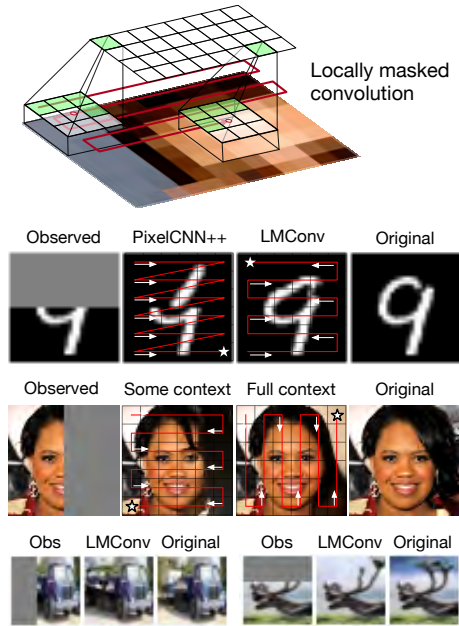 Locally masked
convolution
Observed PixelCNN++ LMConv Original
Observed Some context Full context Original
Obs LMConv Original Obs LMConv Original